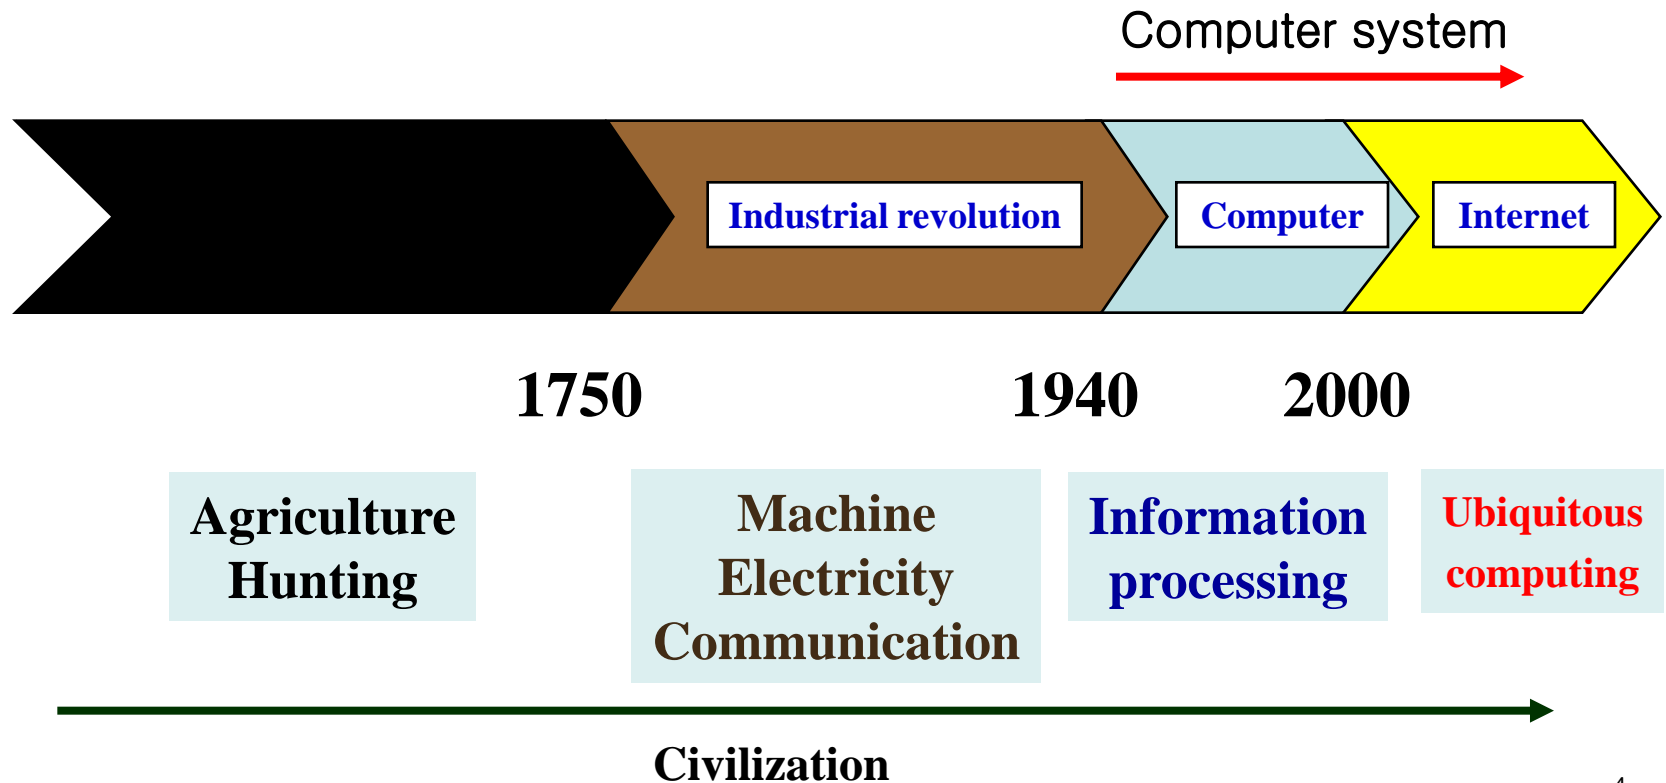 Computer system
Industrial revolution
Computer
Internet
1750
1940
2000
Agriculture
Hunting
Machine
Electricity
Communication
Information
processing
Ubiquitous
computing
Civilization